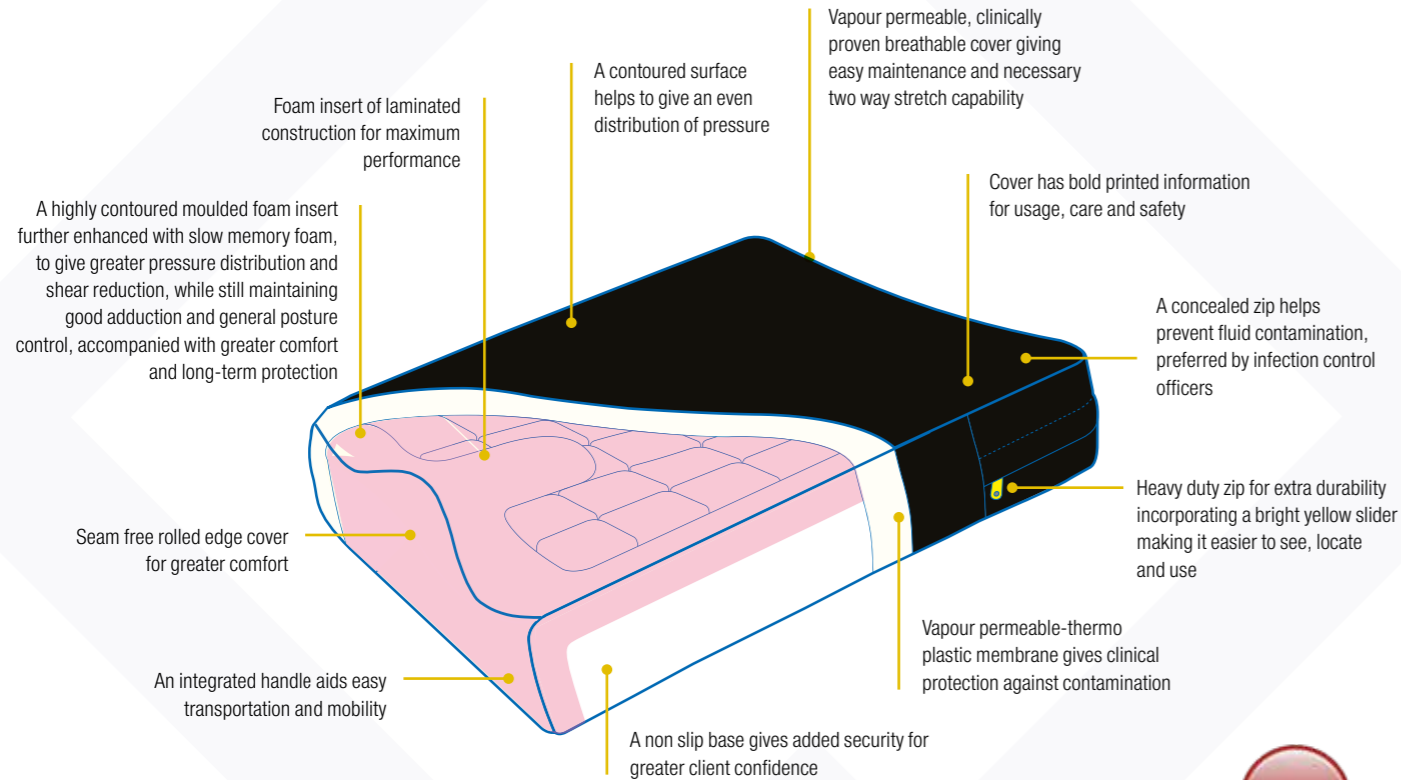 Vapour permeable, clinically
proven breathable cover giving
easy maintenance and necessary
two way stretch capability
A contoured surface
helps to give an even
distribution of pressure
Foam insert of laminated
construction for maximum
performance
Cover has bold printed information
for usage, care and safety
A highly contoured moulded foam insert
further enhanced with slow memory foam,
to give greater pressure distribution and
shear reduction, while still maintaining
good adduction and general posture
control, accompanied with greater comfort
and long-term protection
A concealed zip helps
prevent fluid contamination,
preferred by infection control
officers
Heavy duty zip for extra durability
incorporating a bright yellow slider
making it easier to see, locate
and use
Seam free rolled edge cover
for greater comfort
Vapour permeable-thermo
plastic membrane gives clinical
protection against contamination
An integrated handle aids easy
transportation and mobility
A non slip base gives added security for
greater client confidence